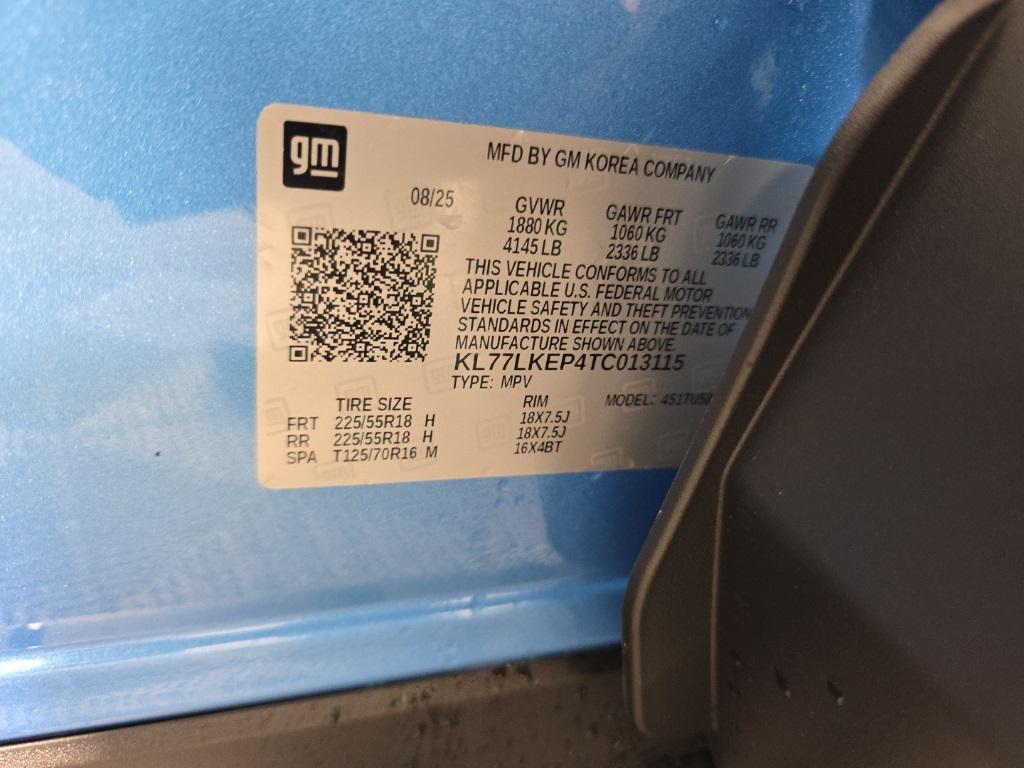 gm
MFD BY GM KOREA COMPANY
08/25
GVWR GAWR FRT GAWR RR
1880 KG 1060 KG 1060 KG
4145 LB 2336 LB 2336 LB
THIS VEHICLE CONFORMS TO ALL
APPLICABLE U.S. FEDERAL MOTOR
VEHICLE SAFETY AND THEFT PREVENTION
STANDARDS IN EFFECT ON THE DATE OF
MANUFACTURE SHOWN ABOVE.
KL77LKEP4TC013115
TYPE: MPV MODEL:
TIRE SIZE RIM
FRT 225/55R18 H 18X7.5J
RR 225/55R18 H 18X7.5J
SPA T125/70R16 M 16X4BT